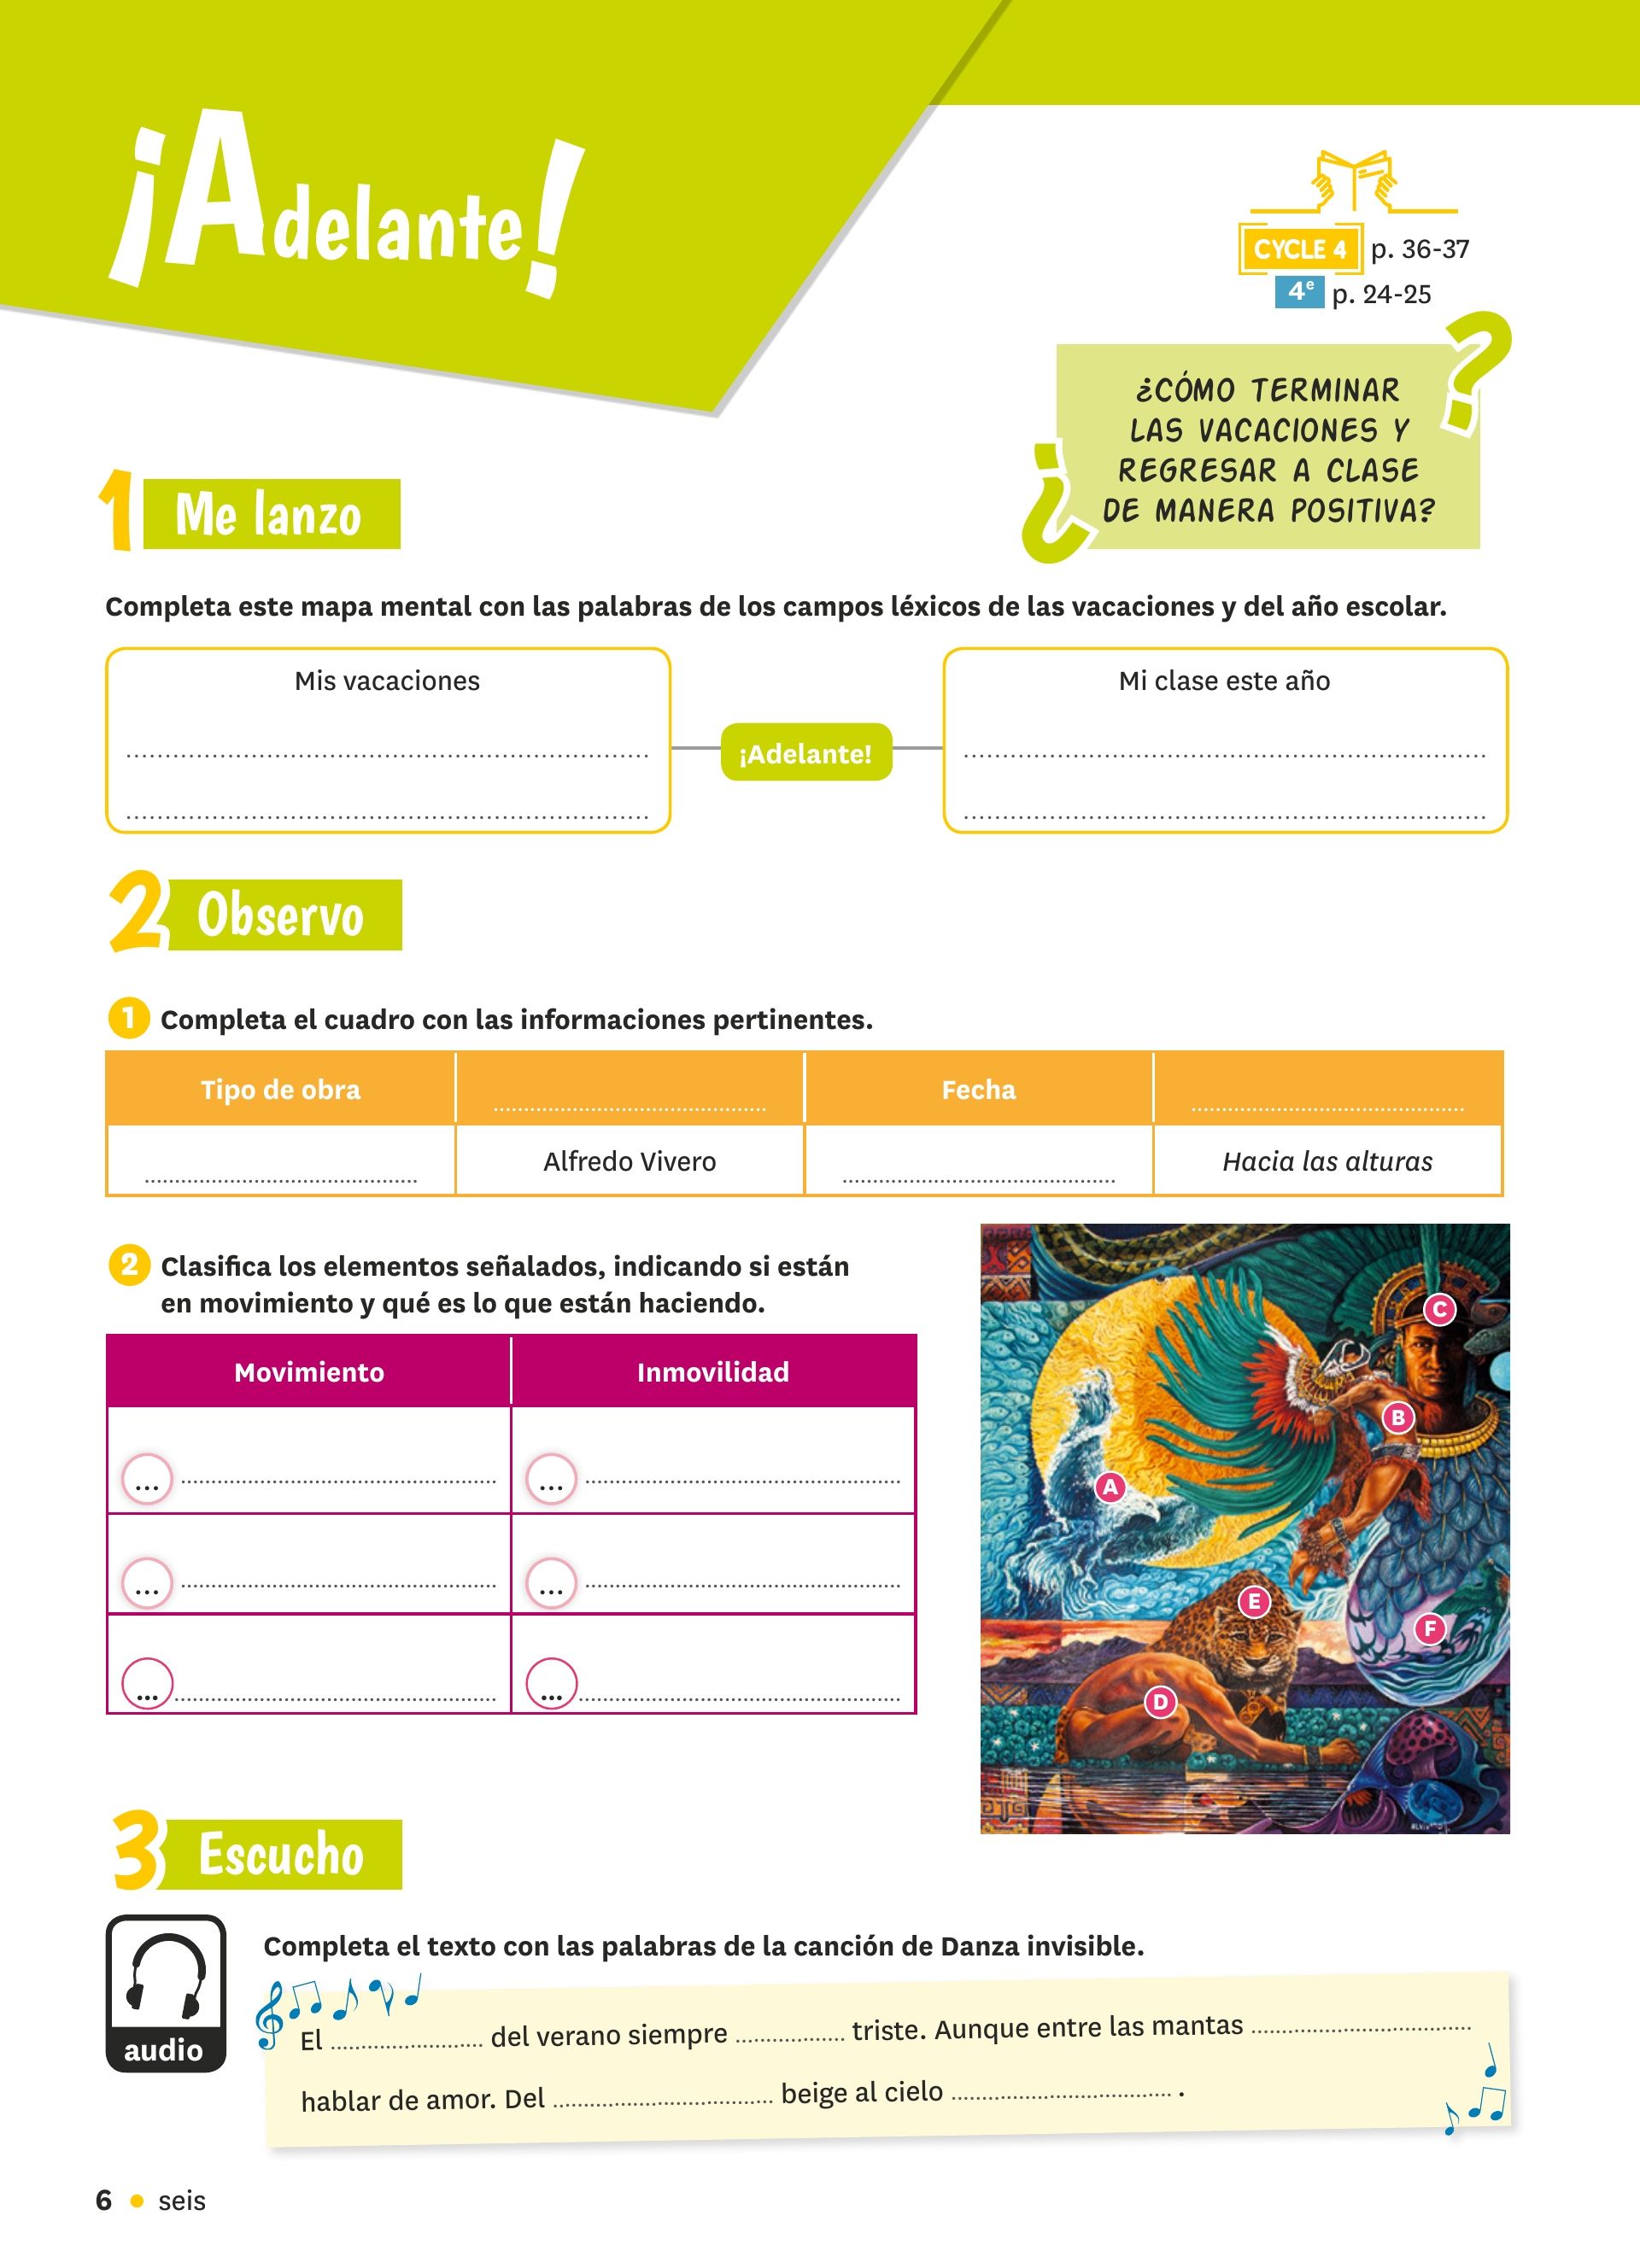 ¡Adelante!
CYCLE 4 p. 36-37
4e p. 24-25
¿CÓMO TERMINAR
LAS VACACIONES Y
REGRESAR A CLASE
DE MANERA POSITIVA?
1 Me lanzo
Completa este mapa mental con las palabras de los campos léxicos de las vacaciones y del año escolar.
Mis vacaciones
¡Adelante!
Mi clase este año
2 Observo
1 Completa el cuadro con las informaciones pertinentes.
Tipo de obra ........ Fecha ........
........ Alfredo Vivero ........ Hacia las alturas
2 Clasifica los elementos señalados, indicando si están
en movimiento y qué es lo que están haciendo.
Movimiento Inmovilidad
... ........ ... ........
... ........ ... ........
... ........ ... ........
C
B
A
E
F
D
3 Escucho
audio
Completa el texto con las palabras de la canción de Danza invisible.
El ........ del verano siempre ........ triste. Aunque entre las mantas ........
hablar de amor. Del ........ beige al cielo ........ .
6 • seis